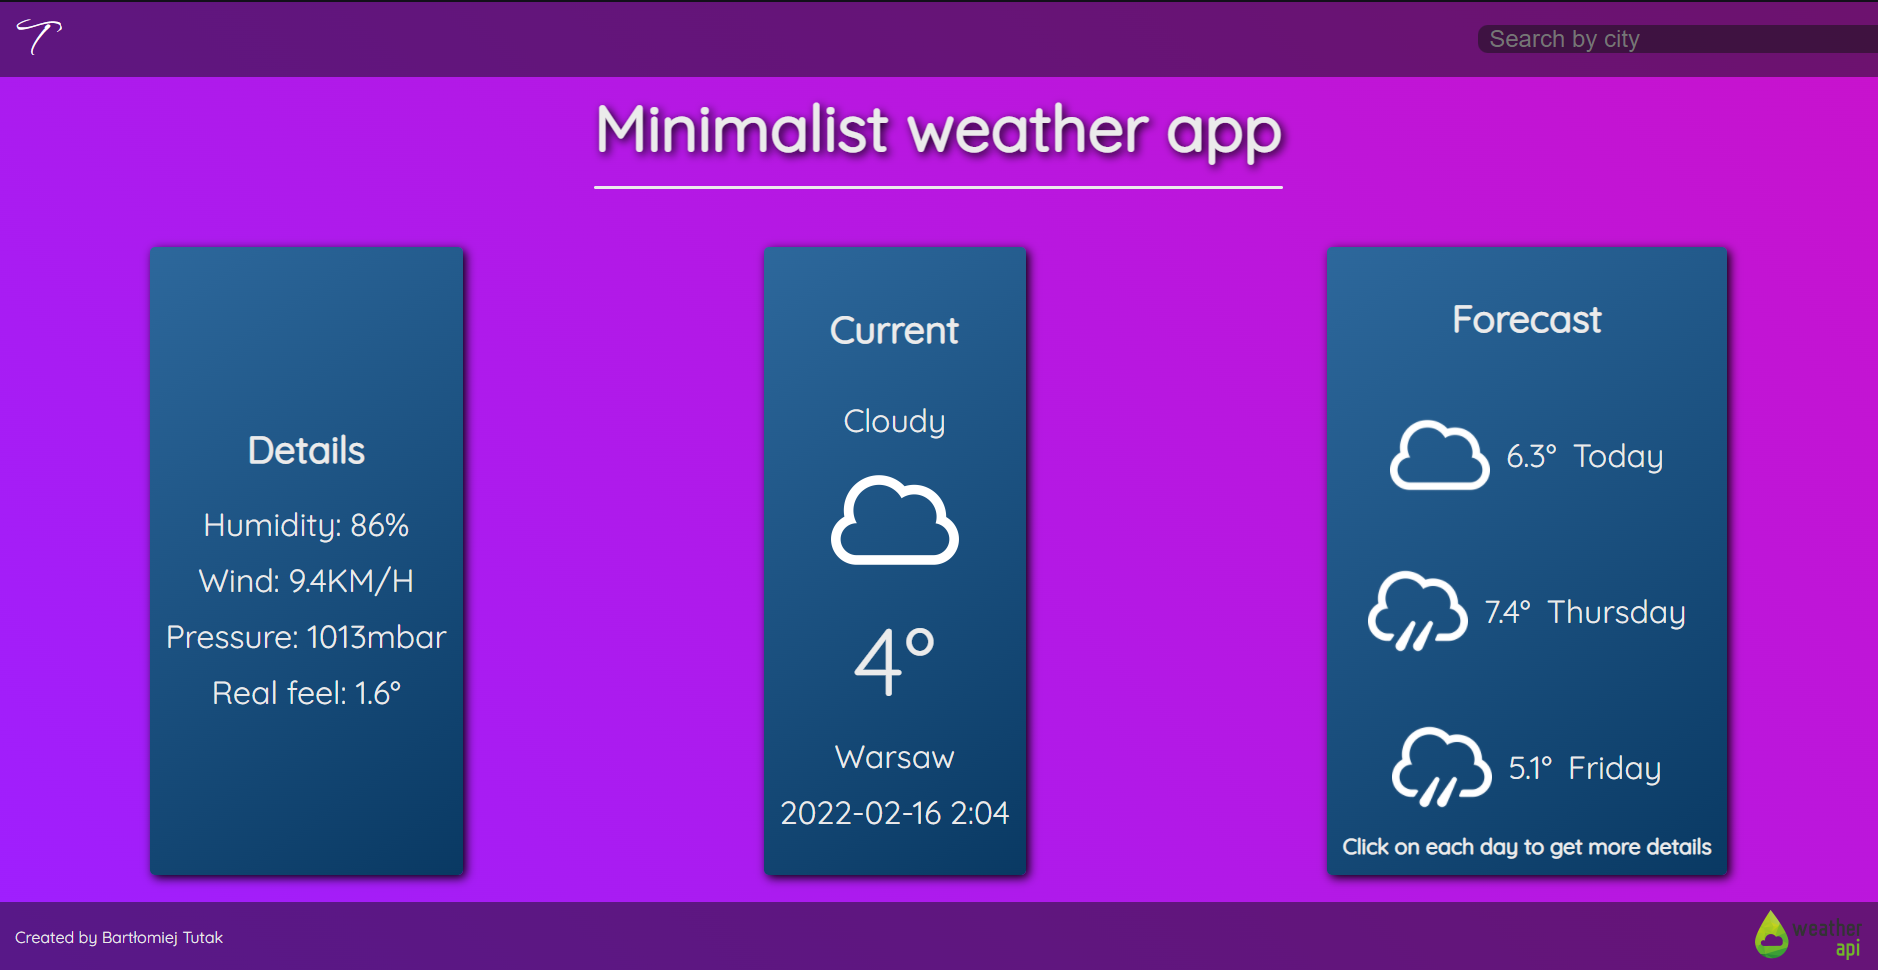 T
Search by city
Minimalist weather app
Details
Humidity: 86%
Wind: 9.4KM/H
Pressure: 1013mbar
Real feel: 1.6°
Current
Cloudy
4°
Warsaw
2022-02-16 2:04
Forecast
6.3° Today
7.4° Thursday
5.1° Friday
Click on each day to get more details
Created by Bartłomiej Tutak
weather
api